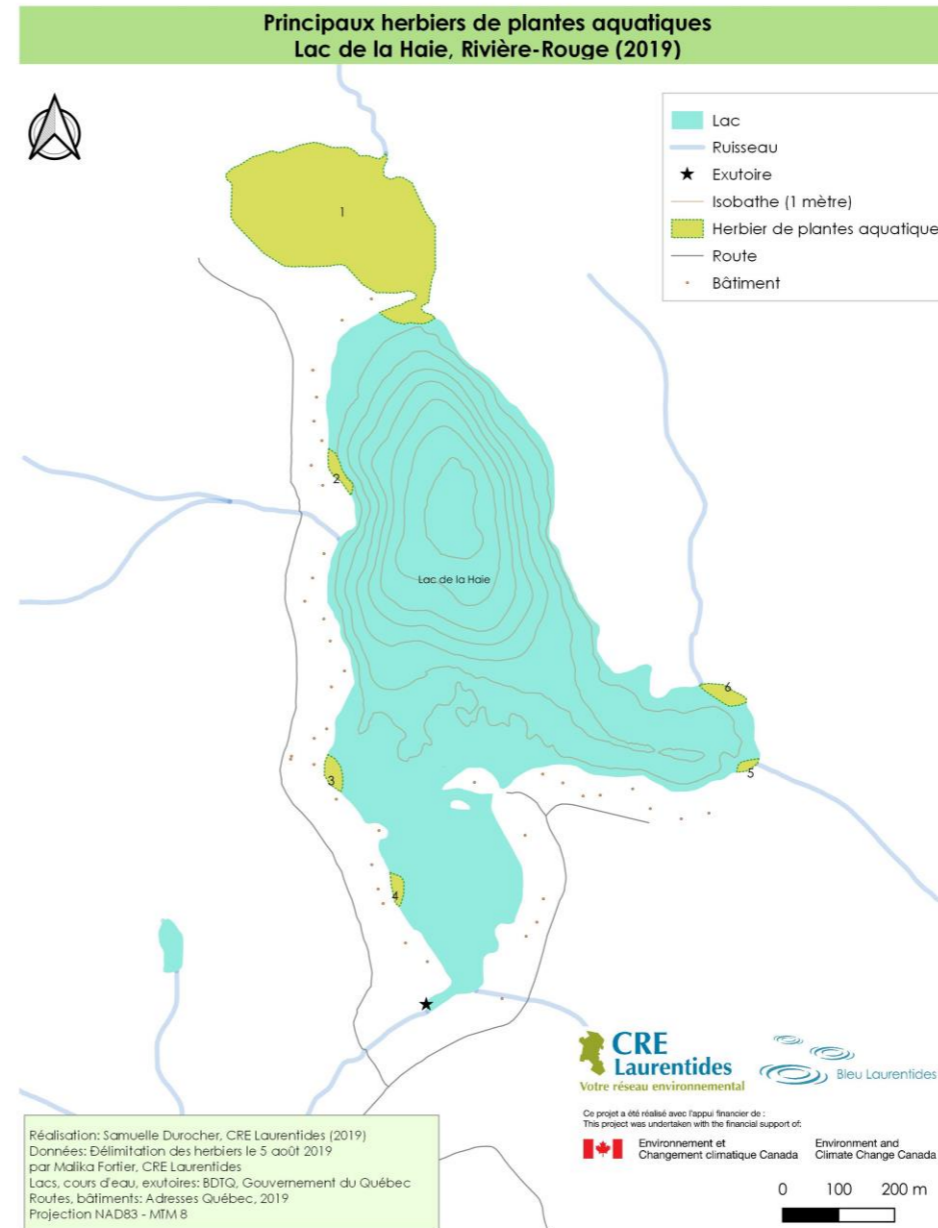 Principaux herbiers de plantes aquatiques
Lac de la Haie, Rivière-Rouge (2019)
Lac
Ruisseau
Exutoire
Isobathe (1 mètre)
Herbier de plantes aquatique
Route
Bâtiment
1
2
Lac de la Haie
6
5
3
4
CRE
Laurentides
Votre réseau environnemental
Bleu Laurentides
Ce projet a été réalisé avec l'appui financier de :
This project was undertaken with the financial support of:
Environnement et
Changement climatique Canada
Environment and
Climate Change Canada
Réalisation: Samuelle Durocher, CRE Laurentides (2019)
Données: Délimitation des herbiers le 5 août 2019
par Malika Fortier, CRE Laurentides
Lacs, cours d'eau, exutoires: BDTQ, Gouvernement du Québec
Routes, bâtiments: Adresses Québec, 2019
Projection NAD83 - MTM 8
0 100 200 m